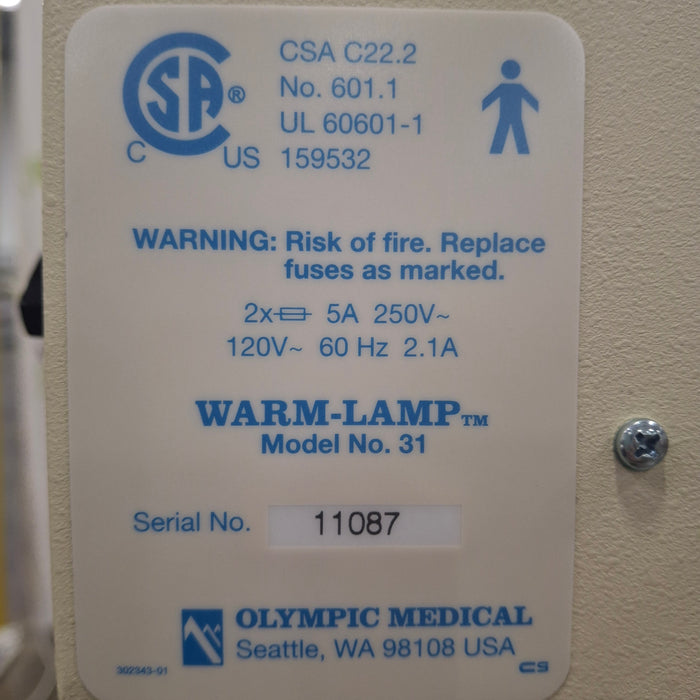 CSA C22.2
No. 601.1
UL 60601-1
C SA ® US 159532
WARNING: Risk of fire. Replace
fuses as marked.
2x 5A 250V~
120V~ 60 Hz 2.1A
WARM-LAMP™
Model No. 31
Serial No. 11087
OLYMPIC MEDICAL
Seattle, WA 98108 USA
302343-01
CS